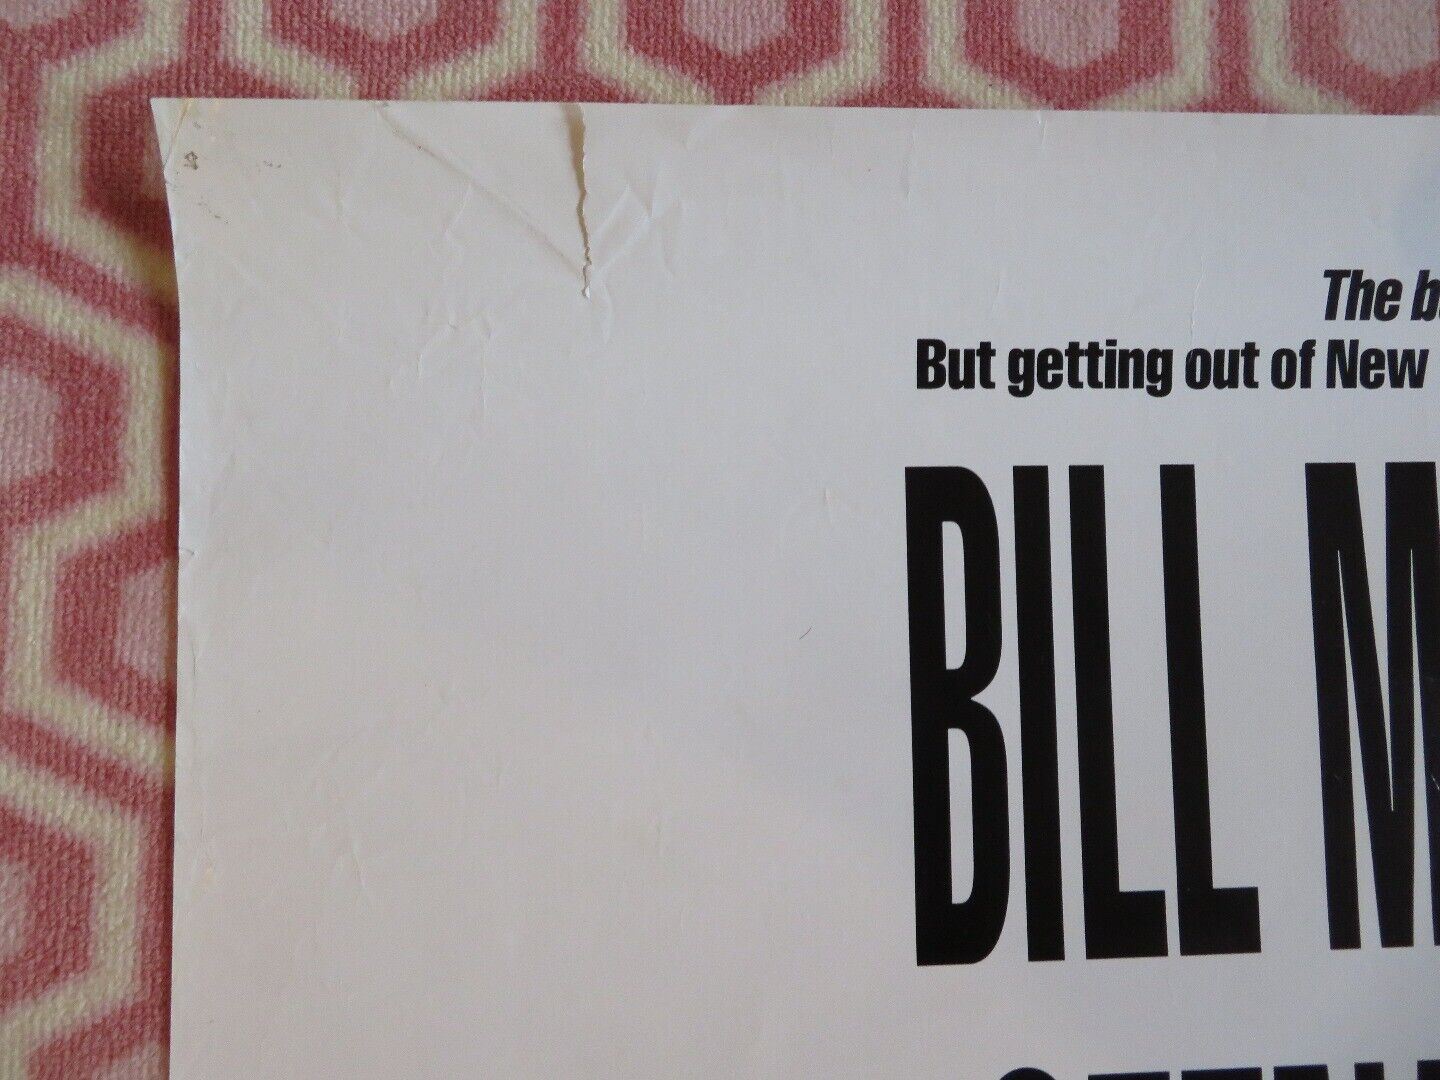 The b
But getting out of New
BILL M